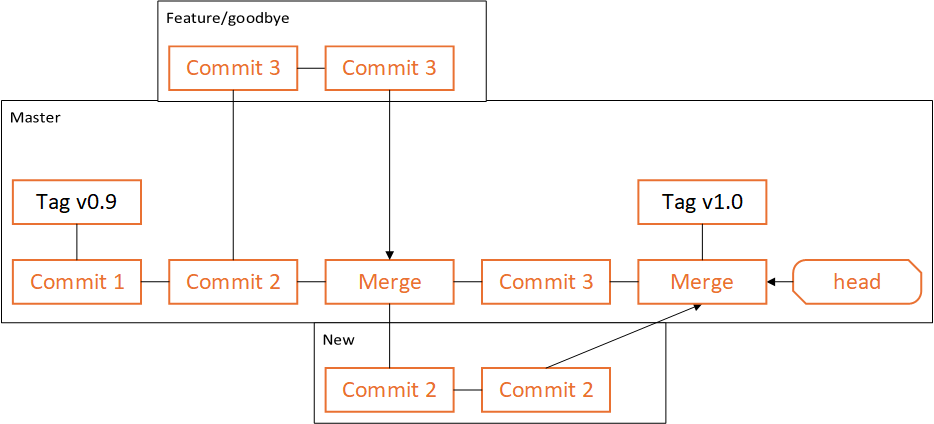 Feature/goodbye
Commit 3
Commit 3
Master
Tag v0.9
Tag v1.0
Commit 1
Commit 2
Merge
Commit 3
Merge
head
New
Commit 2
Commit 2